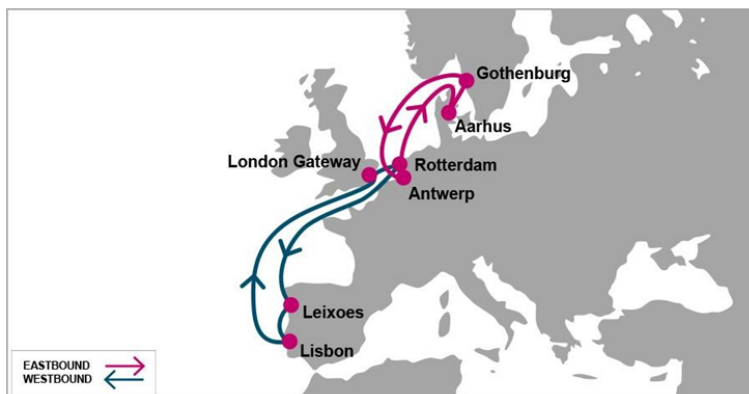 Gothenburg
Aarhus
London Gateway
Rotterdam
Antwerp
Leixoes
Lisbon
EASTBOUND
WESTBOUND